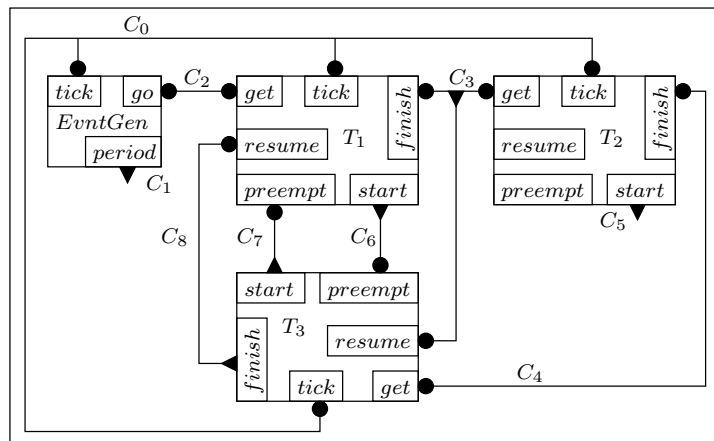 C0
C2
C3
tick
go
get
tick
finish
get
tick
finish
EvntGen
T1
T2
period
resume
resume
C1
preempt
start
preempt
start
C5
C8
C7
C6
start
preempt
T3
resume
finish
tick
get
C4